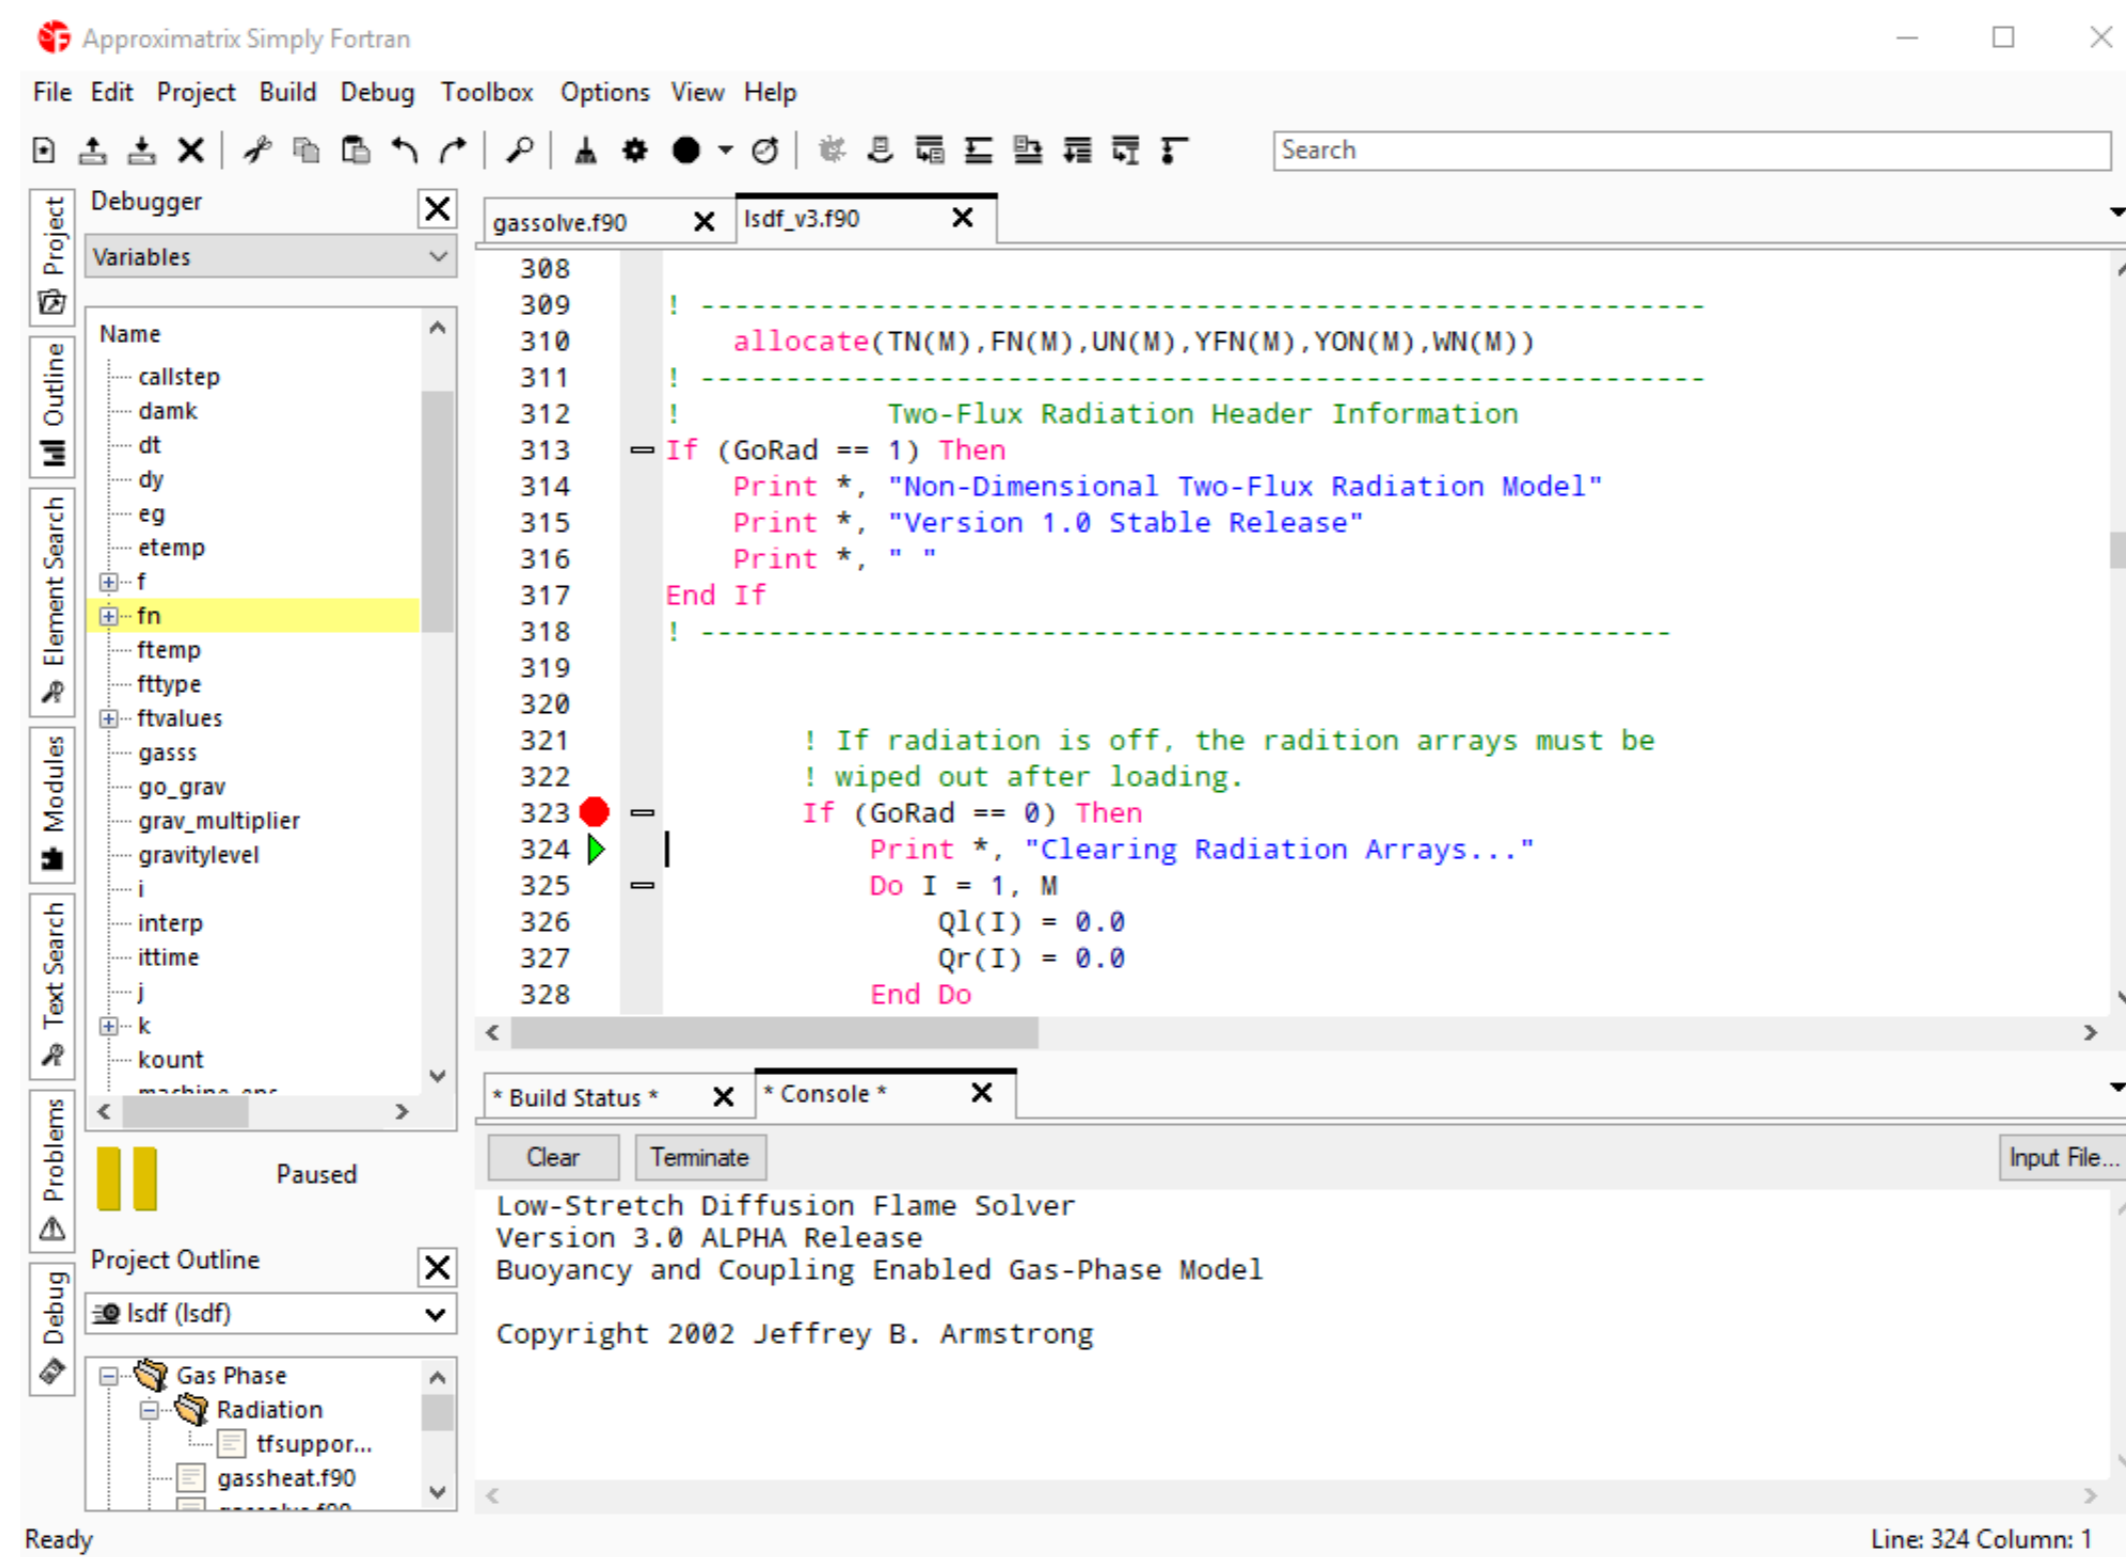 Approximatrix Simply Fortran
File Edit Project Build Debug Toolbox Options View Help
Search
Project
Outline
Element Search
Modules
Text Search
Problems
Debug
Debugger
Variables
Name
callstep
damk
dt
dy
eg
etemp
f
fn
ftemp
fttype
ftvalues
gasss
go_grav
grav_multiplier
gravitylevel
i
interp
ittime
j
k
kount
Paused
Project Outline
lsdf (lsdf)
Gas Phase
Radiation
tfsuppor...
gassheat.f90
gassolve.f90 lsdf_v3.f90
308
309 ! -----------------------------------------------------------
310 allocate(TN(M),FN(M),UN(M),YFN(M),YON(M),WN(M))
311 ! -----------------------------------------------------------
312 ! Two-Flux Radiation Header Information
313 If (GoRad == 1) Then
314 Print *, "Non-Dimensional Two-Flux Radiation Model"
315 Print *, "Version 1.0 Stable Release"
316 Print *, " "
317 End If
318 ! ---------------------------------------------------------
319
320
321 ! If radiation is off, the radition arrays must be
322 ! wiped out after loading.
323 If (GoRad == 0) Then
324 Print *, "Clearing Radiation Arrays..."
325 Do I = 1, M
326 Ql(I) = 0.0
327 Qr(I) = 0.0
328 End Do
* Build Status * * Console *
Clear Terminate Input File...
Low-Stretch Diffusion Flame Solver
Version 3.0 ALPHA Release
Buoyancy and Coupling Enabled Gas-Phase Model
Copyright 2002 Jeffrey B. Armstrong
Ready
Line: 324 Column: 1